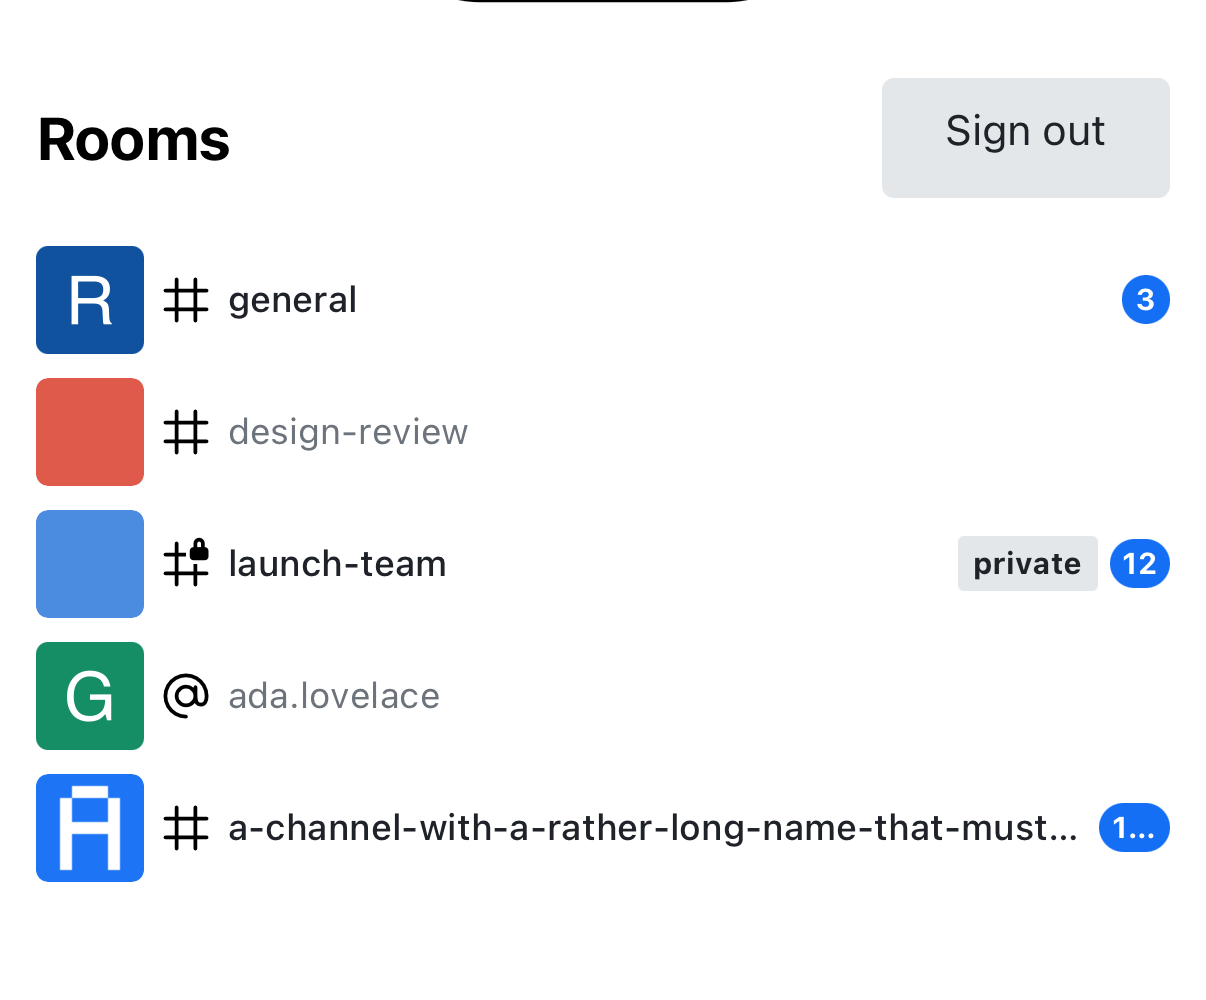 Rooms
Sign out
R general 3
design-review
launch-team private 12
G @ ada.lovelace
A a-channel-with-a-rather-long-name-that-must... 1...